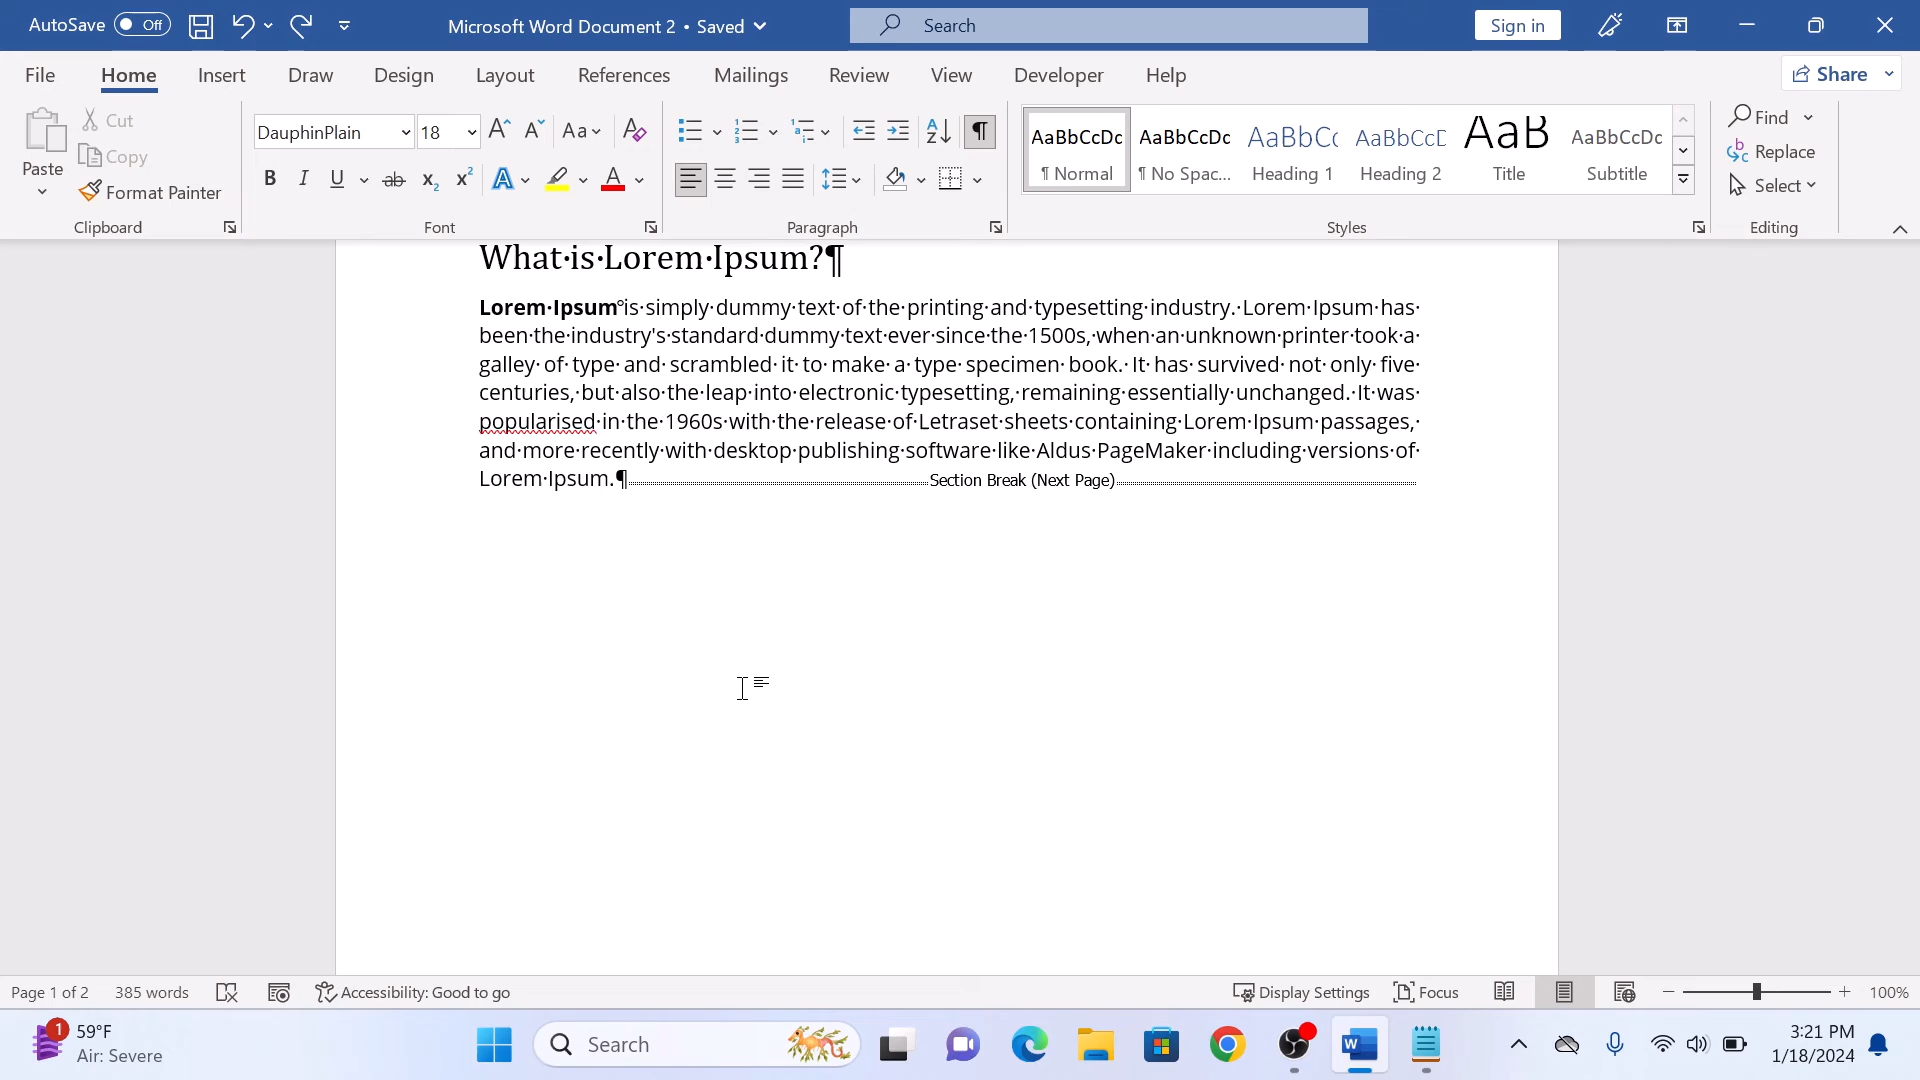 AutoSave Off
Microsoft Word Document 2 • Saved
Search
Sign in
File Home Insert Draw Design Layout References Mailings Review View Developer Help
Share
Paste
Cut
Copy
Format Painter
Clipboard
DauphinPlain 18
Font
Paragraph
AaBbCcDc AaBbCcDc AaBbCc AaBbCcD AaB AaBbCcDc
¶ Normal ¶ No Spac... Heading 1 Heading 2 Title Subtitle
Styles
Find
Replace
Select
Editing
What·is·Lorem·Ipsum?¶
Lorem·Ipsum°is·simply·dummy·text·of·the·printing·and·typesetting·industry.·Lorem·Ipsum·has·
been·the·industry's·standard·dummy·text·ever·since·the·1500s,·when·an·unknown·printer·took·a·
galley·of·type·and·scrambled·it·to·make·a·type·specimen·book.·It·has·survived·not·only·five·
centuries,·but·also·the·leap·into·electronic·typesetting,·remaining·essentially·unchanged.·It·was·
popularised·in·the·1960s·with·the·release·of·Letraset·sheets·containing·Lorem·Ipsum·passages,·
and·more·recently·with·desktop·publishing·software·like·Aldus·PageMaker·including·versions·of·
Lorem·Ipsum.¶ Section Break (Next Page)
Page 1 of 2 385 words Accessibility: Good to go Display Settings Focus 100%
1 59°F
Air: Severe
Search
3:21 PM
1/18/2024